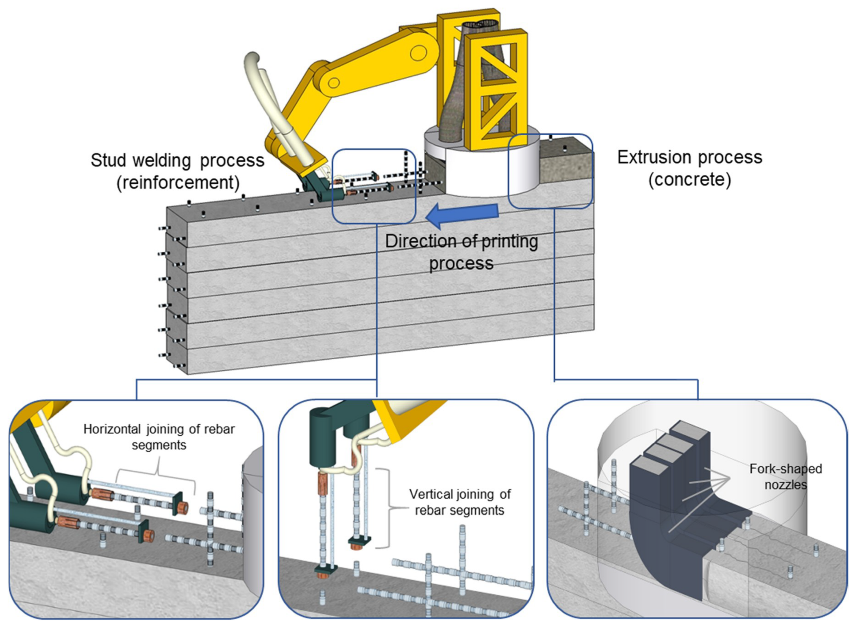 Stud welding process
(reinforcement)
Extrusion process
(concrete)
Direction of printing
process
Horizontal joining of rebar
segments
Vertical joining of
rebar segments
Fork-shaped
nozzles